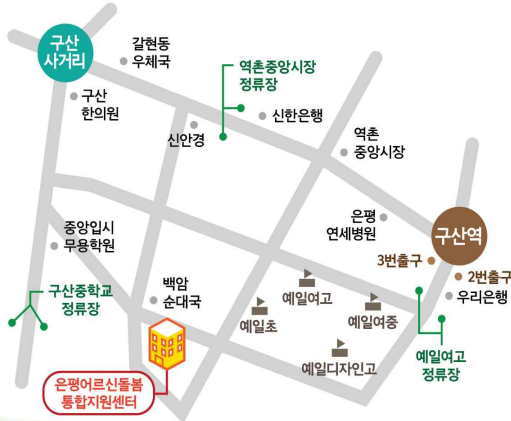 구산
사거리
갈현동
우체국
구산
한의원
역촌중앙시장
정류장
신한은행
신안경
역촌
중앙시장
은평
연세병원
구산역
3번출구
2번출구
우리은행
중앙입시
무용학원
구산중학교
정류장
백암
순대국
예일여고
예일초
예일여중
예일디자인고
예일여고
정류장
은평어르신돌봄
통합지원센터